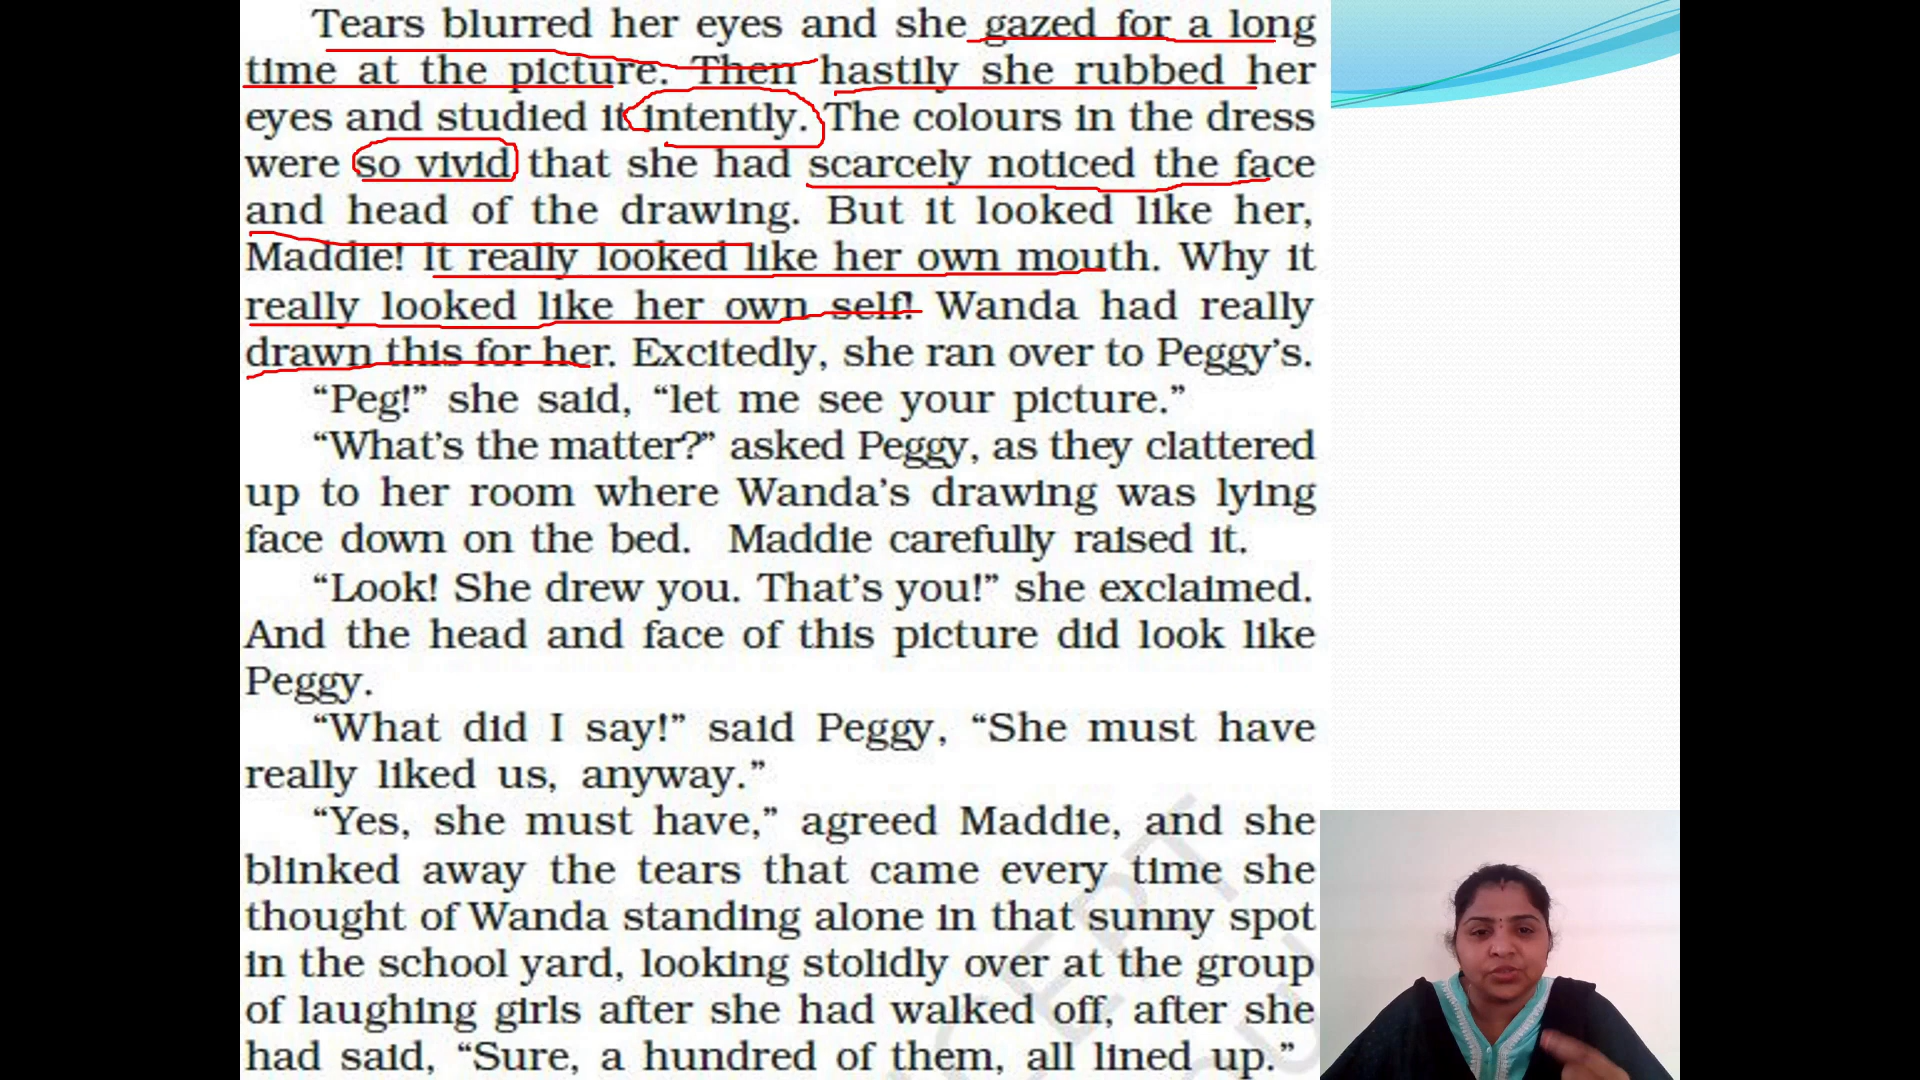 Tears blurred her eyes and she gazed for a long
time at the picture. Then hastily she rubbed her
eyes and studied it intently. The colours in the dress
were so vivid that she had scarcely noticed the face
and head of the drawing. But it looked like her,
Maddie! It really looked like her own mouth. Why it
really looked like her own self! Wanda had really
drawn this for her. Excitedly, she ran over to Peggy’s.
“Peg!” she said, “let me see your picture.”
“What’s the matter?” asked Peggy, as they clattered
up to her room where Wanda’s drawing was lying
face down on the bed. Maddie carefully raised it.
“Look! She drew you. That’s you!” she exclaimed.
And the head and face of this picture did look like
Peggy.
“What did I say!” said Peggy, “She must have
really liked us, anyway.”
“Yes, she must have,” agreed Maddie, and she
blinked away the tears that came every time she
thought of Wanda standing alone in that sunny spot
in the school yard, looking stolidly over at the group
of laughing girls after she had walked off, after she
had said, “Sure, a hundred of them, all lined up.”